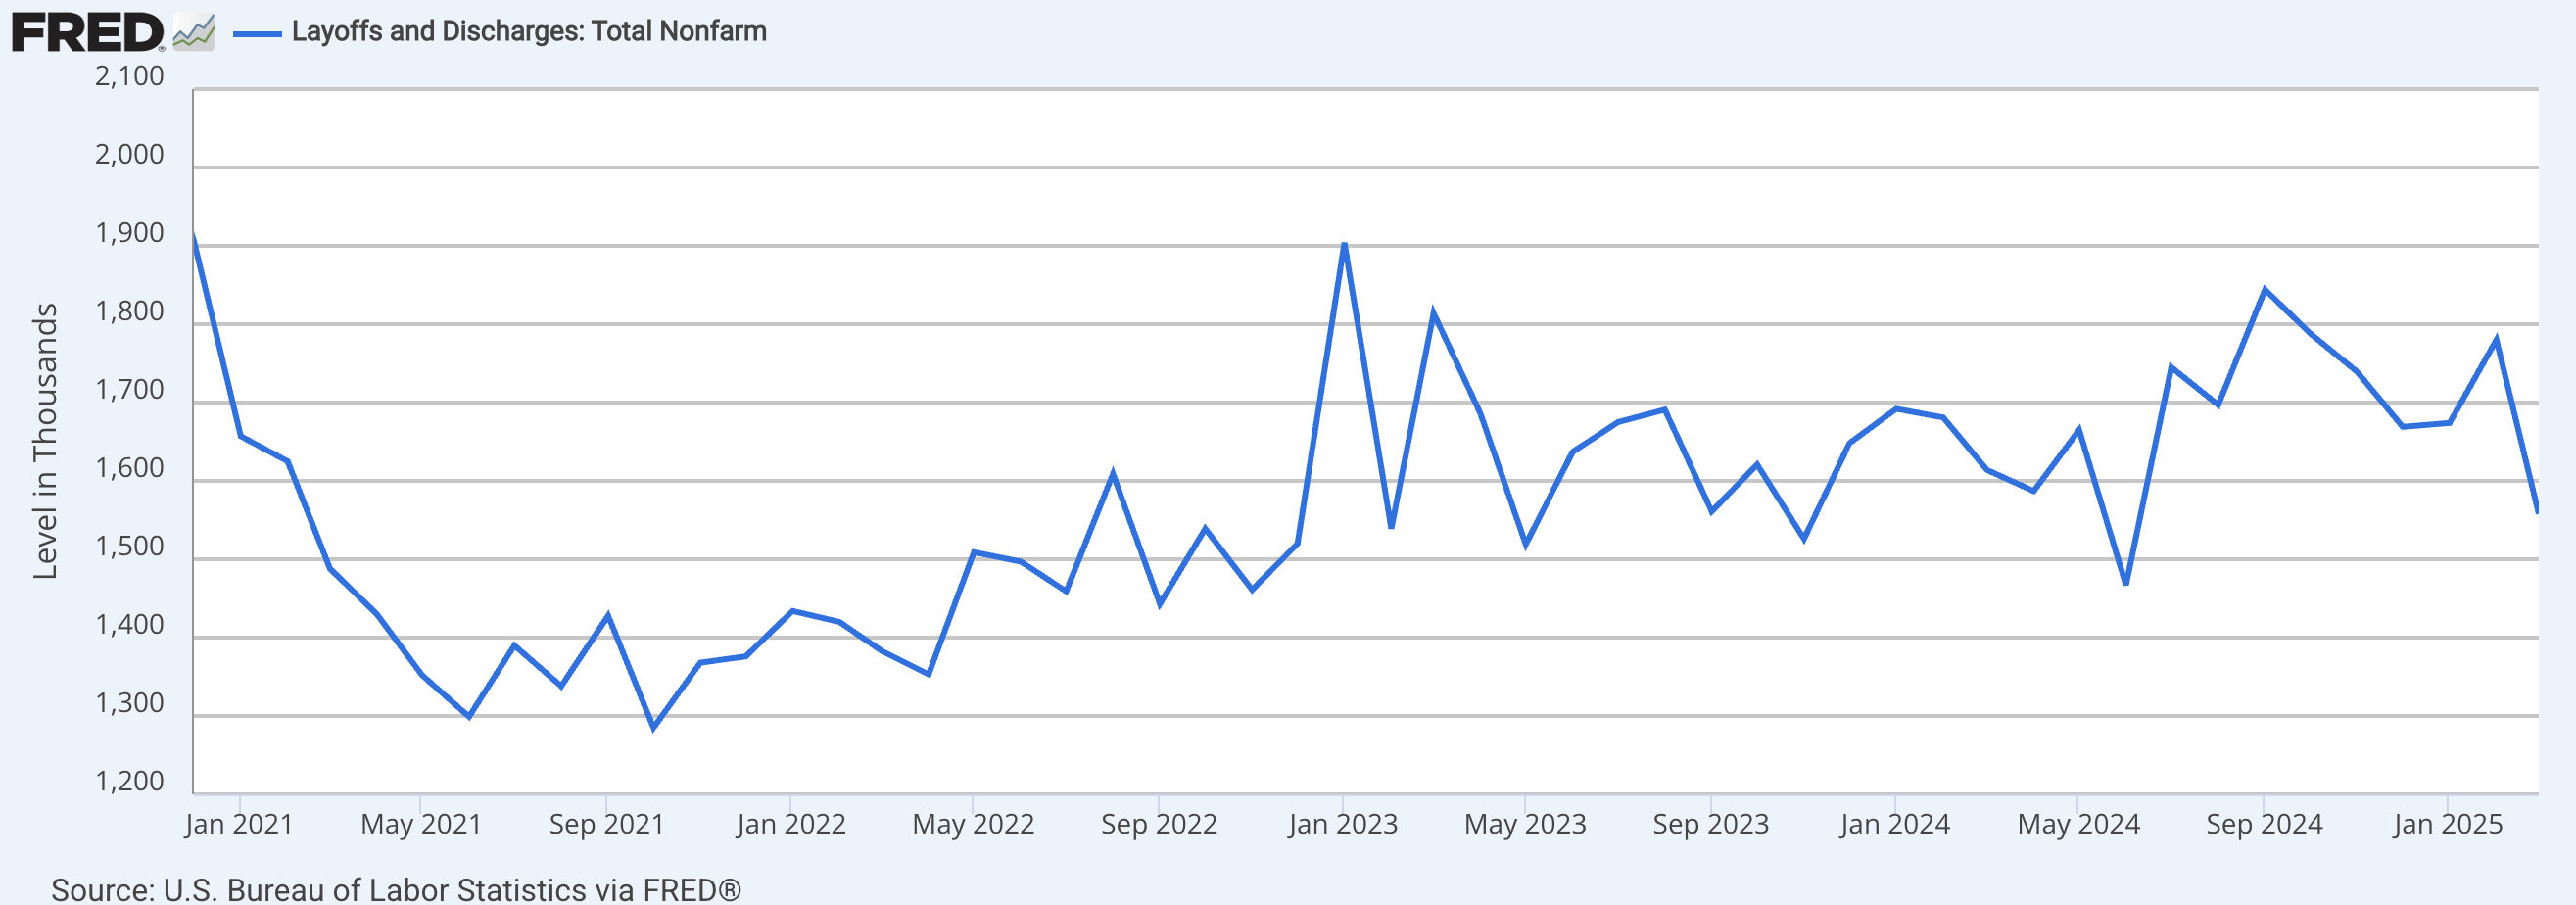 FRED® Layoffs and Discharges: Total Nonfarm
2,100
2,000
1,900
1,800
1,700
1,600
1,500
1,400
1,300
1,200
Level in Thousands
Jan 2021 May 2021 Sep 2021 Jan 2022 May 2022 Sep 2022 Jan 2023 May 2023 Sep 2023 Jan 2024 May 2024 Sep 2024 Jan 2025
Source: U.S. Bureau of Labor Statistics via FRED®